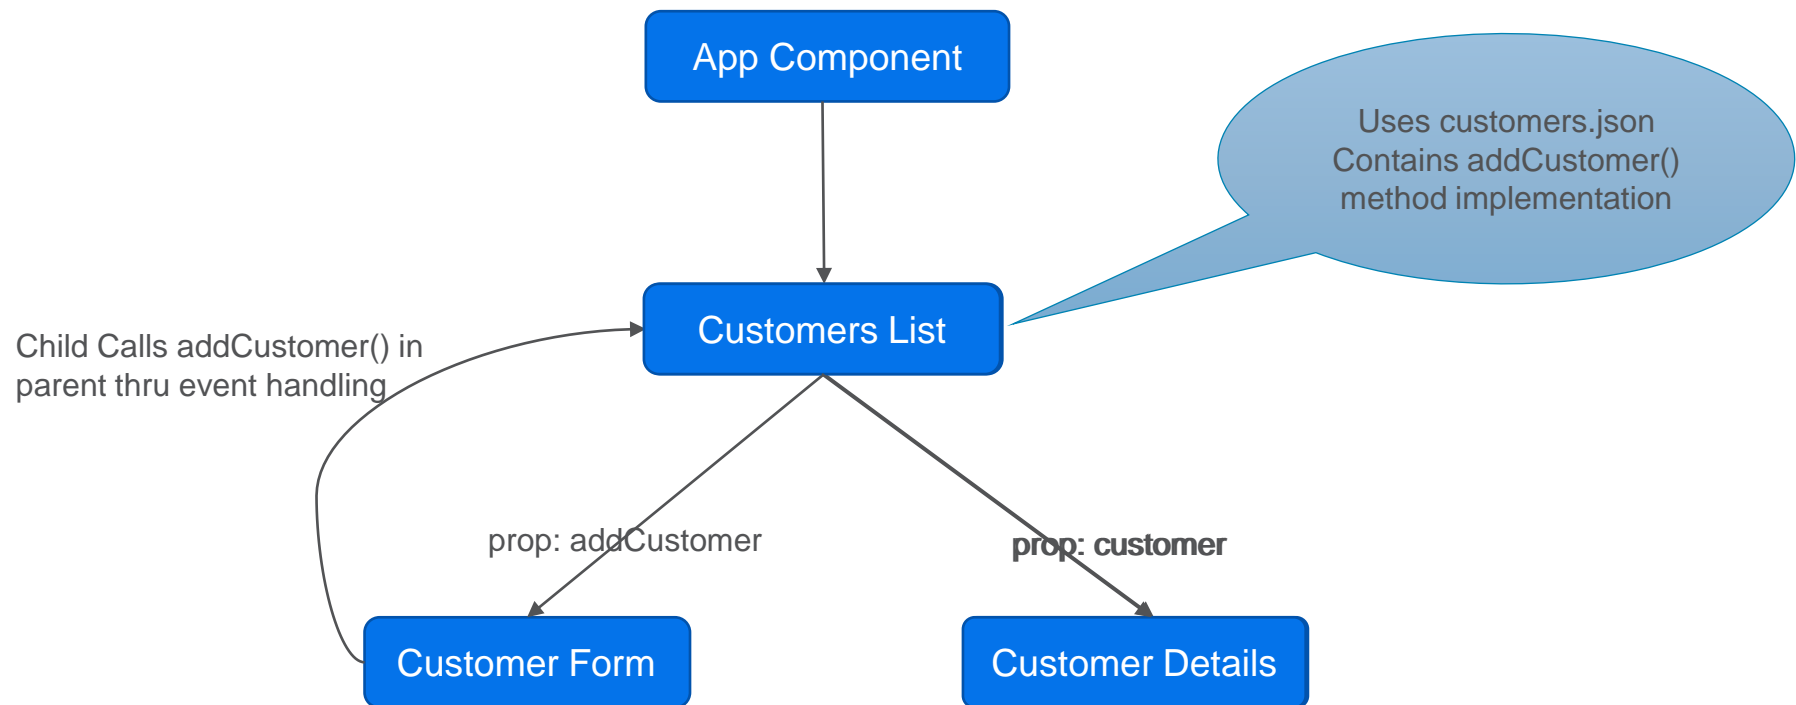 App Component
Uses customers.json
Contains addCustomer()
method implementation
Customers List
Child Calls addCustomer() in
parent thru event handling
prop: addCustomer
prop: customer
Customer Form
Customer Details